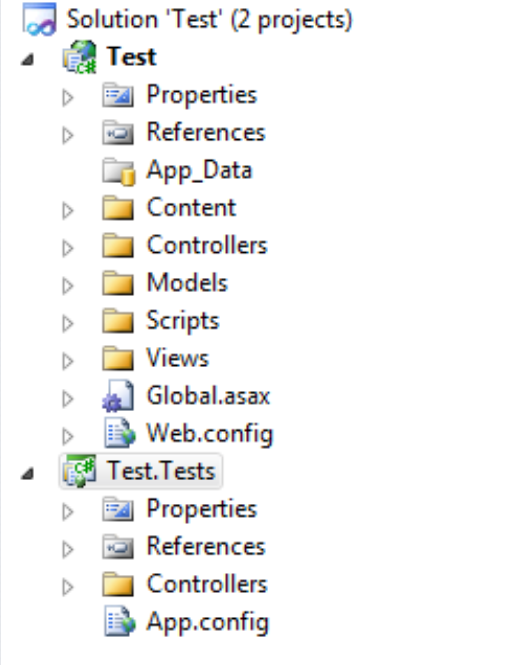 Solution 'Test' (2 projects)
Test
Properties
References
App_Data
Content
Controllers
Models
Scripts
Views
Global.asax
Web.config
Test.Tests
Properties
References
Controllers
App.config